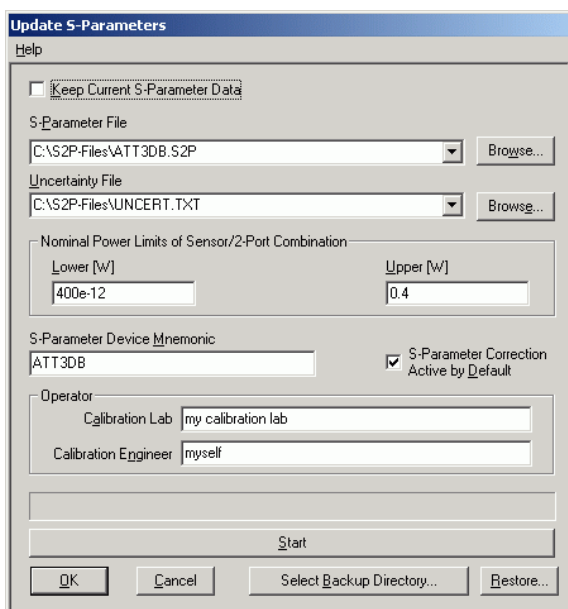 Update S-Parameters
Help
Keep Current S-Parameter Data
S-Parameter File
C:\S2P-Files\ATT3DB.S2P
Browse...
Uncertainty File
C:\S2P-Files\UNCERT.TXT
Browse...
Nominal Power Limits of Sensor/2-Port Combination
Lower [W]
Upper [W]
400e-12
0.4
S-Parameter Device Mnemonic
ATT3DB
S-Parameter Correction
Active by Default
Operator
Calibration Lab
my calibration lab
Calibration Engineer
myself
Start
OK
Cancel
Select Backup Directory...
Restore...